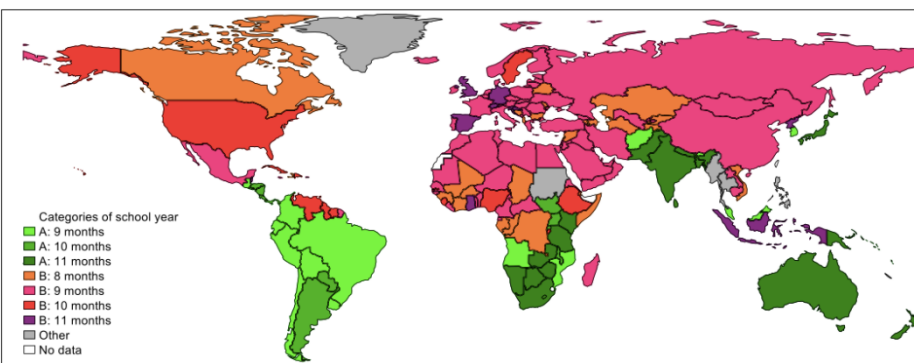 Categories of school year
A: 9 months
A: 10 months
A: 11 months
B: 8 months
B: 9 months
B: 10 months
B: 11 months
Other
No data